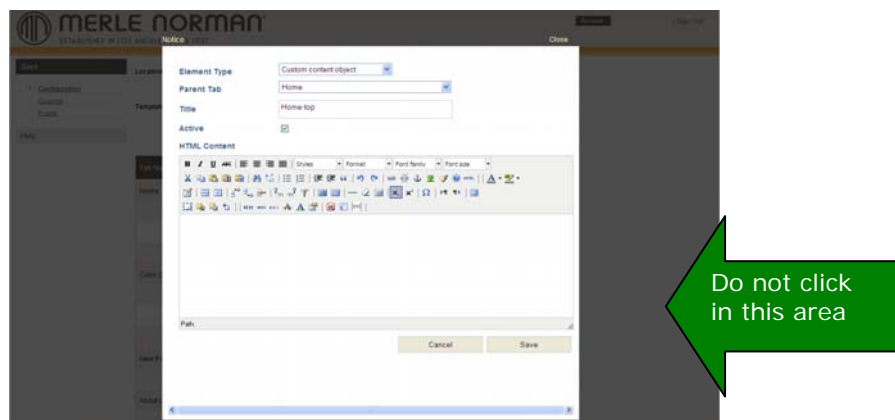 MERLE NORMAN
Notice
Close
Element Type
Custom content object
Parent Tab
Home
Title
Home top
Active
HTML Content
B I U ABC
Styles
Format
Font family
Font size
Path
Cancel
Save
Do not click
in this area